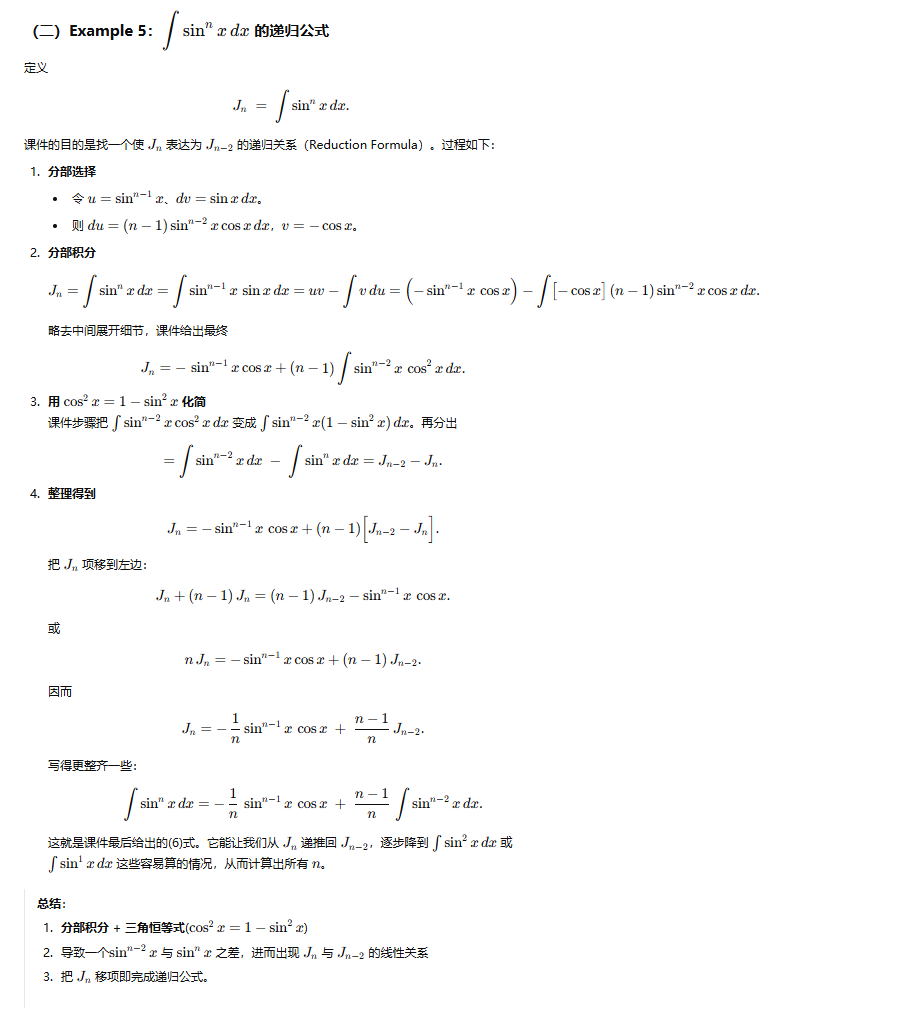 （二）Example 5：∫ sinⁿ x dx 的递归公式
定义
Jₙ = ∫ sinⁿ x dx.
课件的目的是找一个使 Jₙ 表达为 Jₙ₋₂ 的递归关系（Reduction Formula）。过程如下：
1. 分部选择
• 令 u = sinⁿ⁻¹ x、dv = sin x dx。
• 则 du = (n − 1) sinⁿ⁻² x cos x dx，v = − cos x。
2. 分部积分
Jₙ = ∫ sinⁿ x dx = ∫ sinⁿ⁻¹ x sin x dx = uv − ∫ v du = (− sinⁿ⁻¹ x cos x) − ∫ [− cos x] (n − 1) sinⁿ⁻² x cos x dx.
略去中间展开细节，课件给出最终
Jₙ = − sinⁿ⁻¹ x cos x + (n − 1) ∫ sinⁿ⁻² x cos² x dx.
3. 用 cos² x = 1 − sin² x 化简
课件步骤把 ∫ sinⁿ⁻² x cos² x dx 变成 ∫ sinⁿ⁻² x(1 − sin² x) dx。再分出
= ∫ sinⁿ⁻² x dx − ∫ sinⁿ x dx = Jₙ₋₂ − Jₙ.
4. 整理得到
Jₙ = − sinⁿ⁻¹ x cos x + (n − 1)[Jₙ₋₂ − Jₙ].
把 Jₙ 项移到左边：
Jₙ + (n − 1) Jₙ = (n − 1) Jₙ₋₂ − sinⁿ⁻¹ x cos x.
或
n Jₙ = − sinⁿ⁻¹ x cos x + (n − 1) Jₙ₋₂.
因而
Jₙ = − 1/n sinⁿ⁻¹ x cos x + (n − 1)/n Jₙ₋₂.
写得更整齐一些：
∫ sinⁿ x dx = − 1/n sinⁿ⁻¹ x cos x + (n − 1)/n ∫ sinⁿ⁻² x dx.
这就是课件最后给出的(6)式。它能让我们从 Jₙ 递推回 Jₙ₋₂，逐步降到 ∫ sin² x dx 或
∫ sin¹ x dx 这些容易算的情况，从而计算出所有 n。
总结：
1. 分部积分 + 三角恒等式(cos² x = 1 − sin² x)
2. 导致一个sinⁿ⁻² x 与 sinⁿ x 之差，进而出现 Jₙ 与 Jₙ₋₂ 的线性关系
3. 把 Jₙ 移项即完成递归公式。